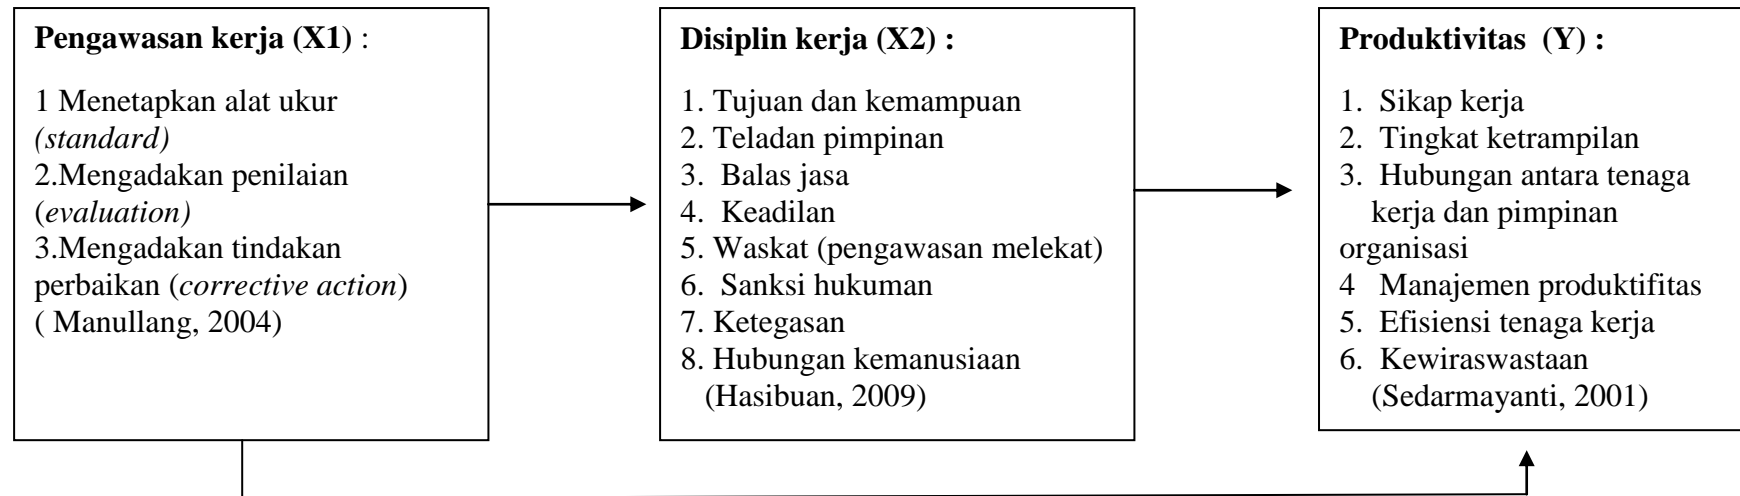 Pengawasan kerja (X1) :
1 Menetapkan alat ukur
(standard)
2.Mengadakan penilaian
(evaluation)
3.Mengadakan tindakan
perbaikan (corrective action)
( Manullang, 2004)
Disiplin kerja (X2) :
1. Tujuan dan kemampuan
2. Teladan pimpinan
3. Balas jasa
4. Keadilan
5. Waskat (pengawasan melekat)
6. Sanksi hukuman
7. Ketegasan
8. Hubungan kemanusiaan
(Hasibuan, 2009)
Produktivitas (Y) :
1. Sikap kerja
2. Tingkat ketrampilan
3. Hubungan antara tenaga
kerja dan pimpinan
organisasi
4 Manajemen produktifitas
5. Efisiensi tenaga kerja
6. Kewiraswastaan
(Sedarmayanti, 2001)